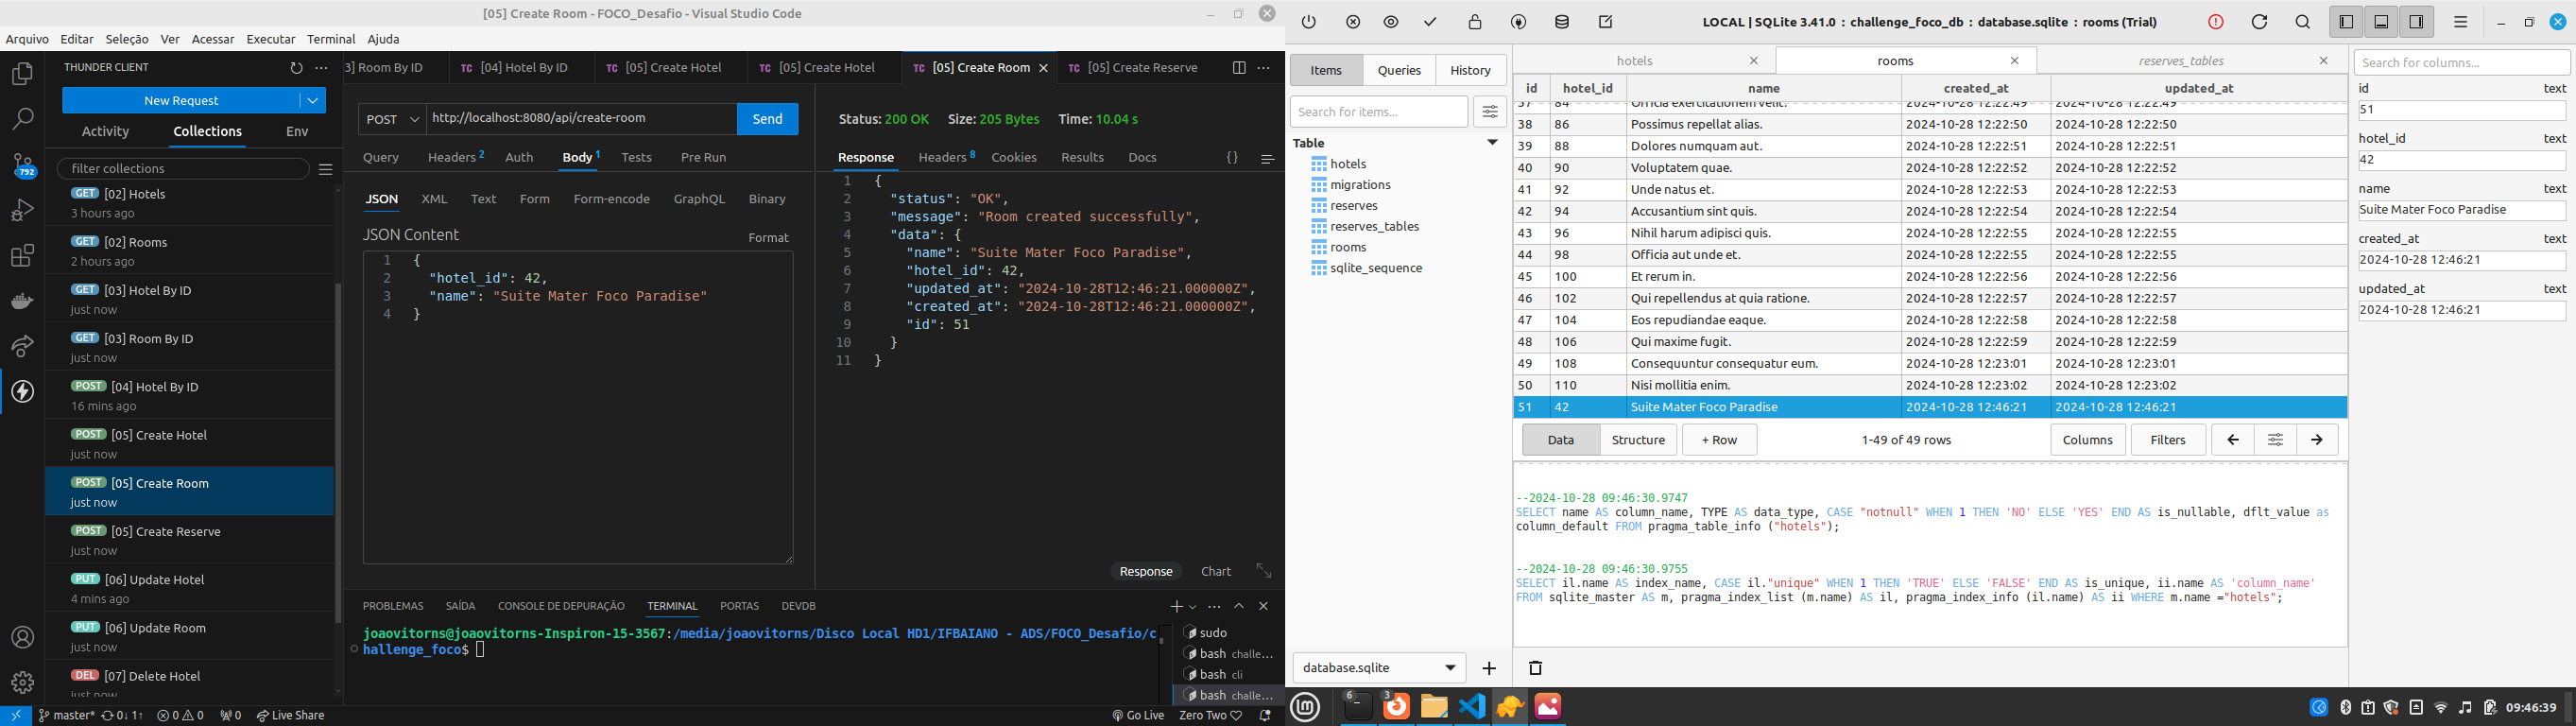 [05] Create Room - FOCO_Desafio - Visual Studio Code
Arquivo Editar Seleção Ver Acessar Executar Terminal Ajuda
THUNDER CLIENT
New Request
Activity Collections Env
filter collections
GET [02] Hotels
3 hours ago
GET [02] Rooms
2 hours ago
GET [03] Hotel By ID
just now
GET [03] Room By ID
just now
POST [04] Hotel By ID
16 mins ago
POST [05] Create Hotel
just now
POST [05] Create Room
just now
POST [05] Create Reserve
just now
PUT [06] Update Hotel
4 mins ago
PUT [06] Update Room
just now
DEL [07] Delete Hotel
just now
792
3] Room By ID TC [04] Hotel By ID TC [05] Create Hotel TC [05] Create Hotel TC [05] Create Room TC [05] Create Reserve
POST http://localhost:8080/api/create-room Send
Query Headers 2 Auth Body 1 Tests Pre Run
JSON XML Text Form Form-encode GraphQL Binary
JSON Content Format
1 {
2 "hotel_id": 42,
3 "name": "Suite Mater Foco Paradise"
4 }
Status: 200 OK Size: 205 Bytes Time: 10.04 s
Response Headers 8 Cookies Results Docs {}
1 {
2 "status": "OK",
3 "message": "Room created successfully",
4 "data": {
5 "name": "Suite Mater Foco Paradise",
6 "hotel_id": 42,
7 "updated_at": "2024-10-28T12:46:21.000000Z",
8 "created_at": "2024-10-28T12:46:21.000000Z",
9 "id": 51
10 }
11 }
Response Chart
PROBLEMAS SAÍDA CONSOLE DE DEPURAÇÃO TERMINAL PORTAS DEVDB
joaovitorns@joaovitorns-Inspiron-15-3567:/media/joaovitorns/Disco Local HD1/IFBAIANO - ADS/FOCO_Desafio/c
hallenge_foco$
sudo
bash challe...
bash cli
bash challe...
master* 0↓ 1↑ 0 0 0 Live Share Go Live Zero Two
LOCAL | SQLite 3.41.0 : challenge_foco_db : database.sqlite : rooms (Trial)
Items Queries History
Search for items...
Table
hotels
migrations
reserves
reserves_tables
rooms
sqlite_sequence
database.sqlite
hotels rooms reserves_tables
id hotel_id name created_at updated_at
37 84 Officia exercitationem velit. 2024-10-28 12:22:49 2024-10-28 12:22:49
38 86 Possimus repellat alias. 2024-10-28 12:22:50 2024-10-28 12:22:50
39 88 Dolores numquam aut. 2024-10-28 12:22:51 2024-10-28 12:22:51
40 90 Voluptatem quae. 2024-10-28 12:22:52 2024-10-28 12:22:52
41 92 Unde natus et. 2024-10-28 12:22:53 2024-10-28 12:22:53
42 94 Accusantium sint quis. 2024-10-28 12:22:54 2024-10-28 12:22:54
43 96 Nihil harum adipisci quis. 2024-10-28 12:22:55 2024-10-28 12:22:55
44 98 Officia aut unde et. 2024-10-28 12:22:55 2024-10-28 12:22:55
45 100 Et rerum in. 2024-10-28 12:22:56 2024-10-28 12:22:56
46 102 Qui repellendus at quia ratione. 2024-10-28 12:22:57 2024-10-28 12:22:57
47 104 Eos repudiandae eaque. 2024-10-28 12:22:58 2024-10-28 12:22:58
48 106 Qui maxime fugit. 2024-10-28 12:22:59 2024-10-28 12:22:59
49 108 Consequuntur consequatur eum. 2024-10-28 12:23:01 2024-10-28 12:23:01
50 110 Nisi mollitia enim. 2024-10-28 12:23:02 2024-10-28 12:23:02
51 42 Suite Mater Foco Paradise 2024-10-28 12:46:21 2024-10-28 12:46:21
Data Structure + Row 1-49 of 49 rows Columns Filters
--2024-10-28 09:46:30.9747
SELECT name AS column_name, TYPE AS data_type, CASE "notnull" WHEN 1 THEN 'NO' ELSE 'YES' END AS is_nullable, dflt_value as
column_default FROM pragma_table_info ("hotels");
--2024-10-28 09:46:30.9755
SELECT il.name AS index_name, CASE il."unique" WHEN 1 THEN 'TRUE' ELSE 'FALSE' END AS is_unique, ii.name AS 'column_name'
FROM sqlite_master AS m, pragma_index_list (m.name) AS il, pragma_index_info (il.name) AS ii WHERE m.name ="hotels";
Search for columns...
id text
51
hotel_id text
42
name text
Suite Mater Foco Paradise
created_at text
2024-10-28 12:46:21
updated_at text
2024-10-28 12:46:21
6 3 09:46:39